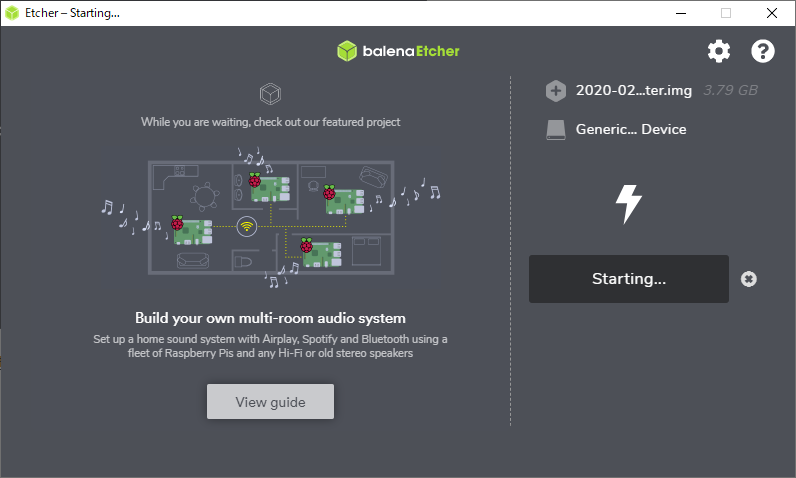 Etcher – Starting...
balenaEtcher
While you are waiting, check out our featured project
Build your own multi-room audio system
Set up a home sound system with Airplay, Spotify and Bluetooth using a
fleet of Raspberry Pis and any Hi-Fi or old stereo speakers
View guide
2020-02...ter.img 3.79 GB
Generic... Device
Starting...